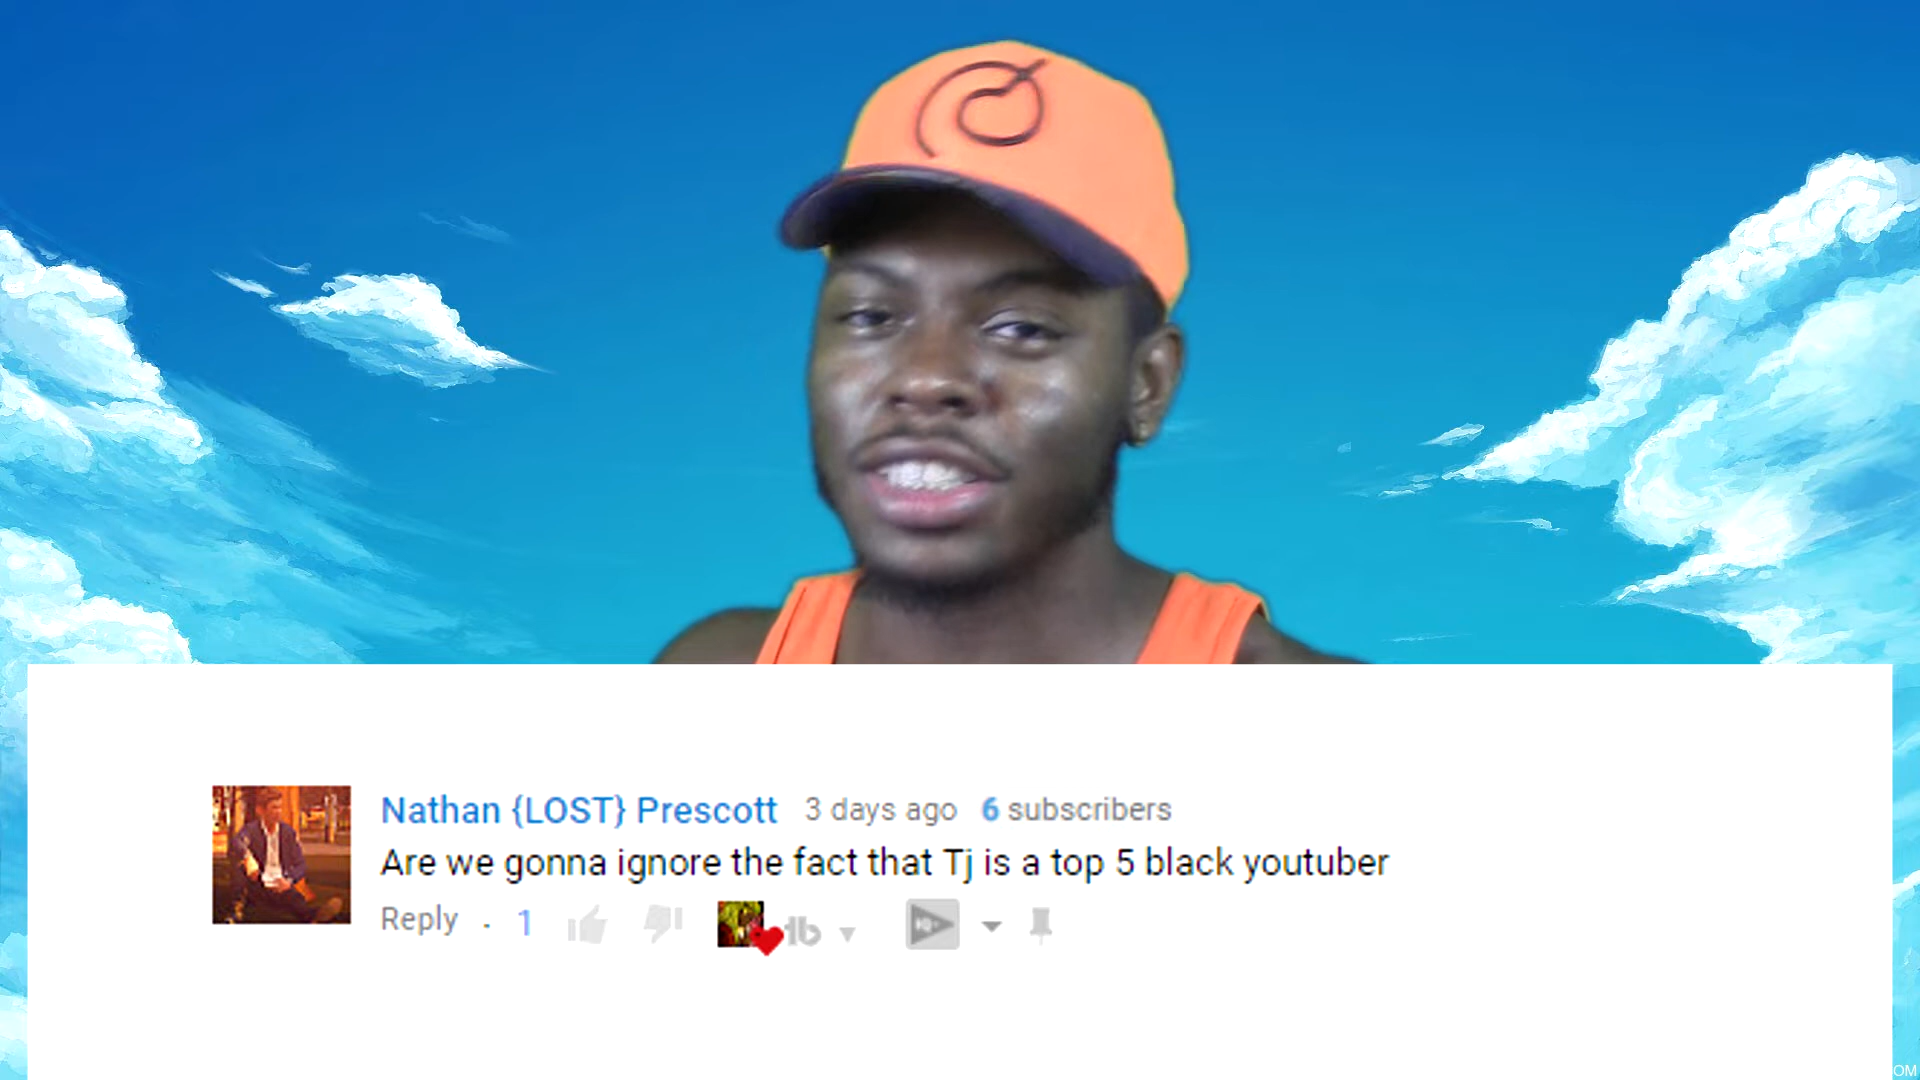 Nathan {LOST} Prescott 3 days ago 6 subscribers
Are we gonna ignore the fact that Tj is a top 5 black youtuber
Reply . 1
OM